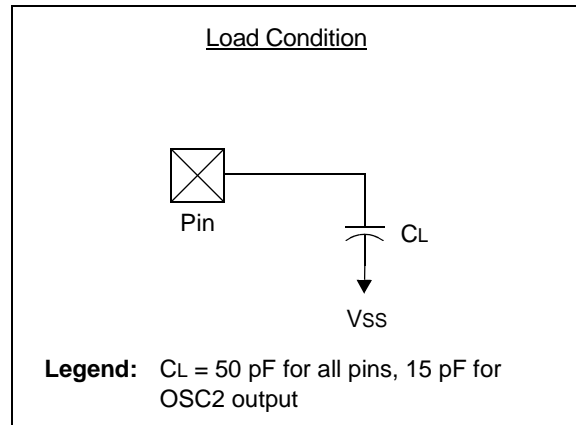 Load Condition
Pin
CL
VSS
Legend: CL = 50 pF for all pins, 15 pF for
OSC2 output